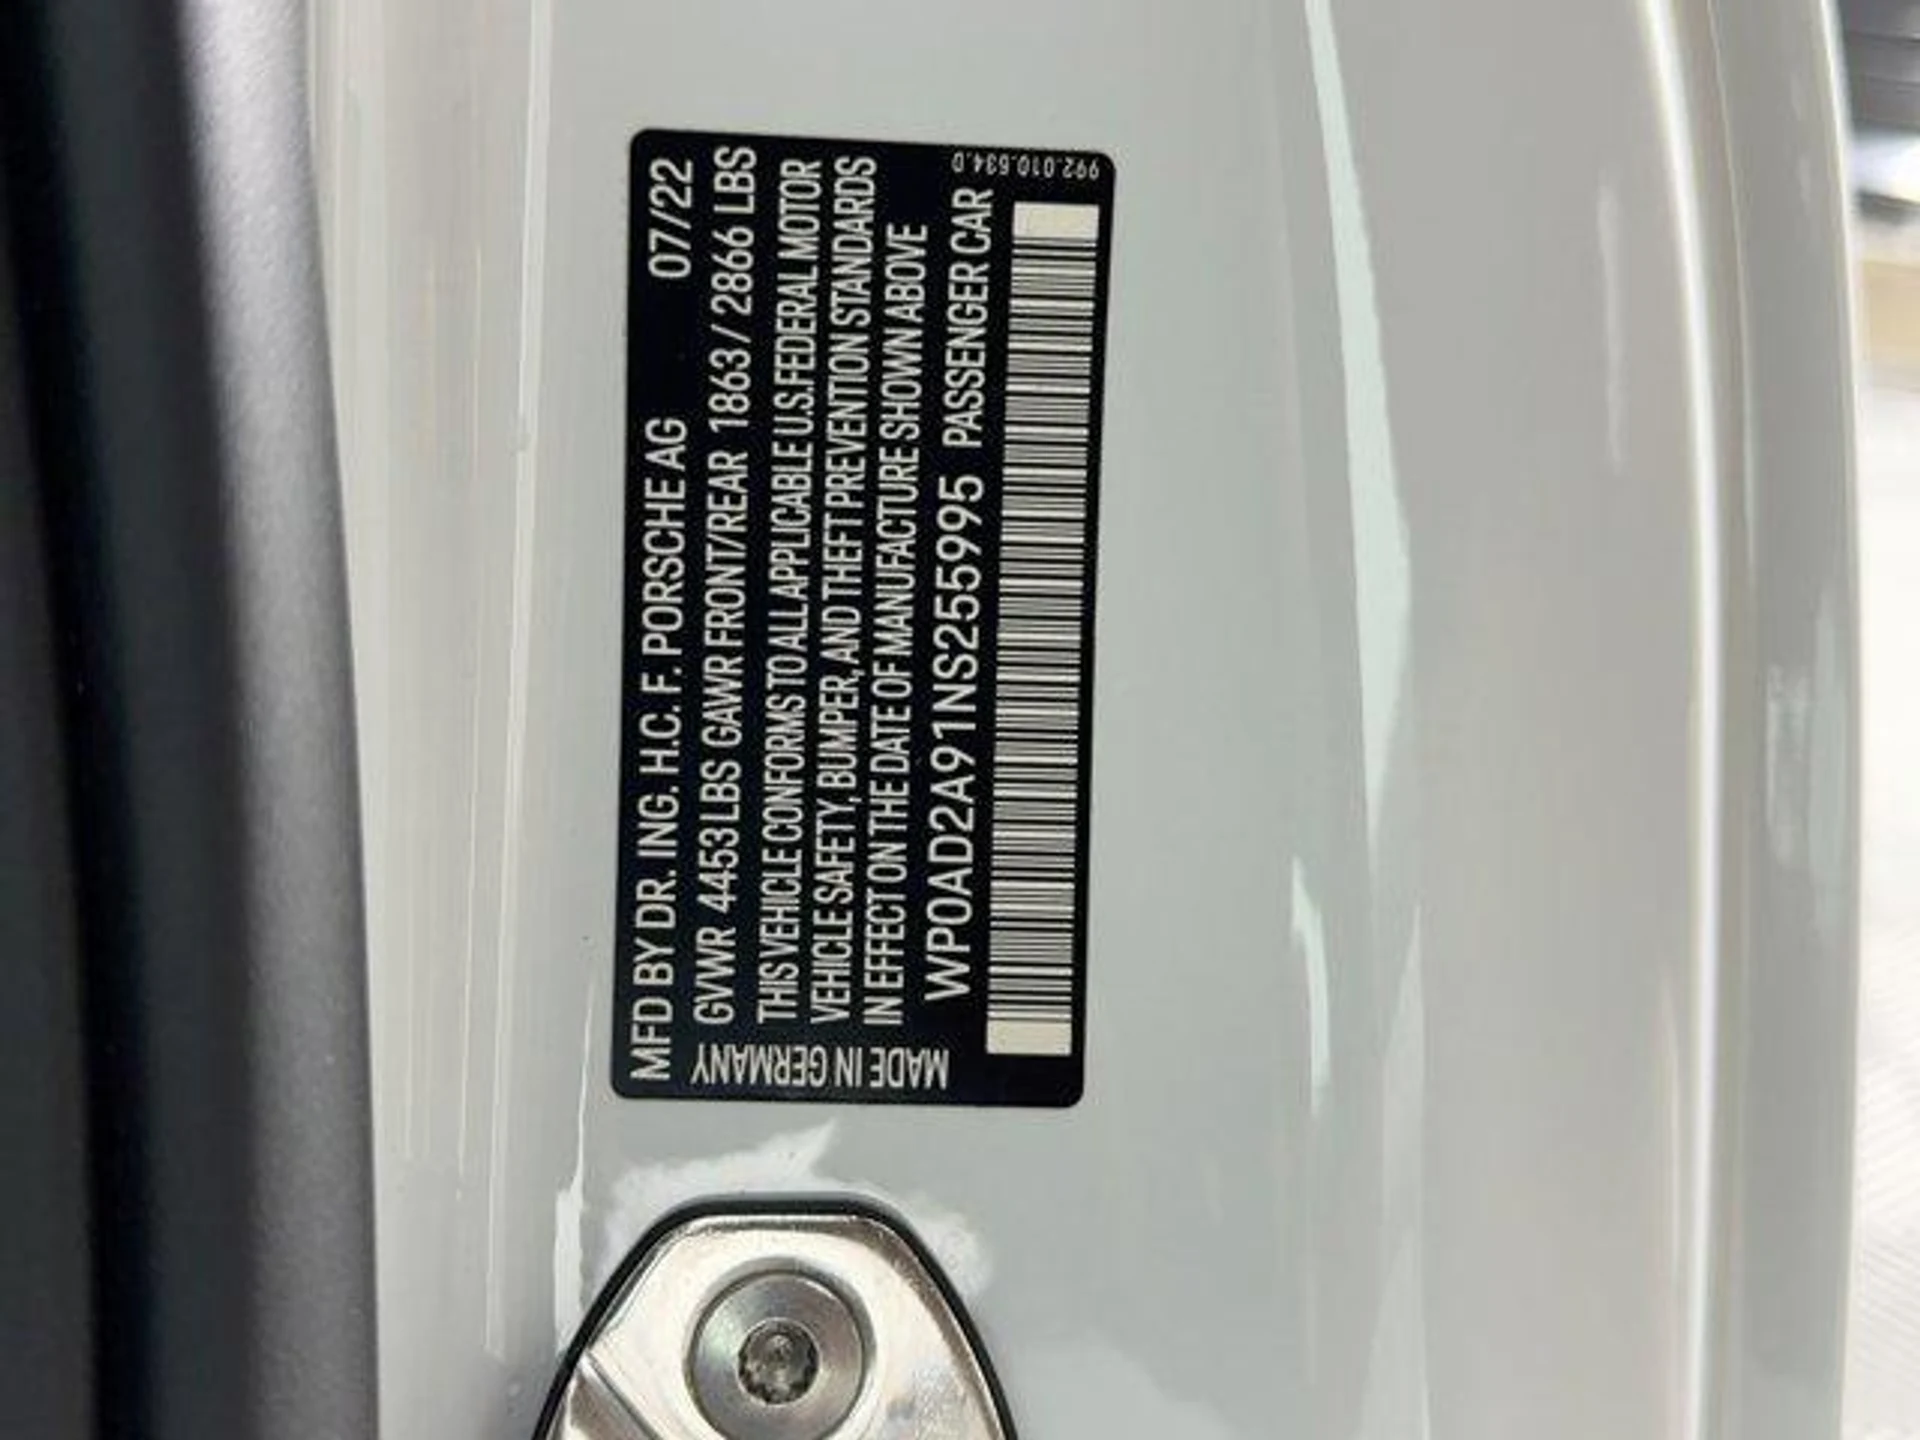 MFD BY DR. ING. H.C. F. PORSCHE AG 07/22
GVWR 4453 LBS GAWR FRONT/REAR 1863 / 2866 LBS
THIS VEHICLE CONFORMS TO ALL APPLICABLE U.S. FEDERAL MOTOR
VEHICLE SAFETY, BUMPER, AND THEFT PREVENTION STANDARDS
IN EFFECT ON THE DATE OF MANUFACTURE SHOWN ABOVE
WP0AD2A91NS255995 PASSENGER CAR
MADE IN GERMANY
992.010.634.D